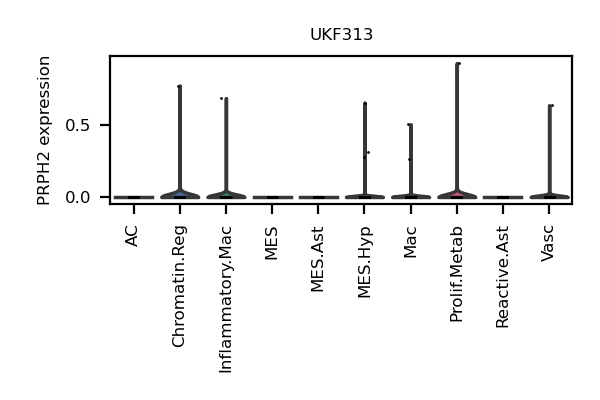 UKF313
PRPH2 expression
0.5
0.0
AC
Chromatin.Reg
Inflammatory.Mac
MES
MES.Ast
MES.Hyp
Mac
Prolif.Metab
Reactive.Ast
Vasc